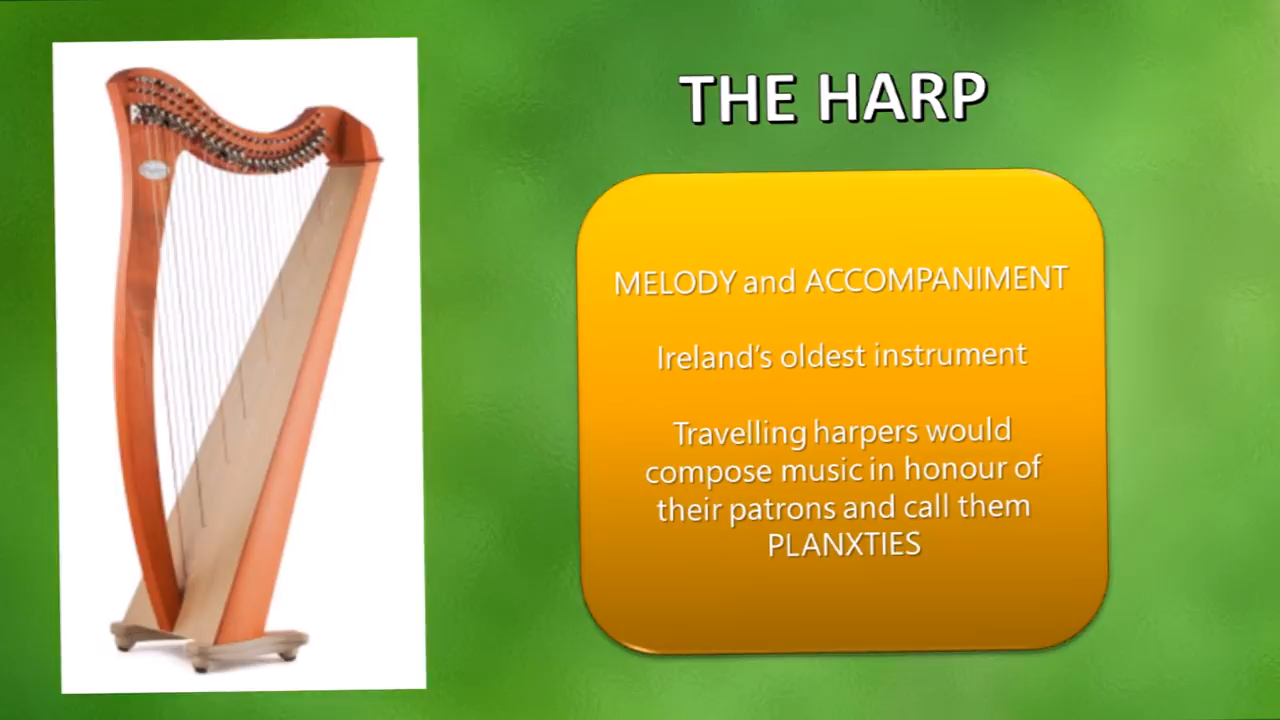 THE HARP
MELODY and ACCOMPANIMENT
Ireland's oldest instrument
Travelling harpers would
compose music in honour of
their patrons and call them
PLANXTIES